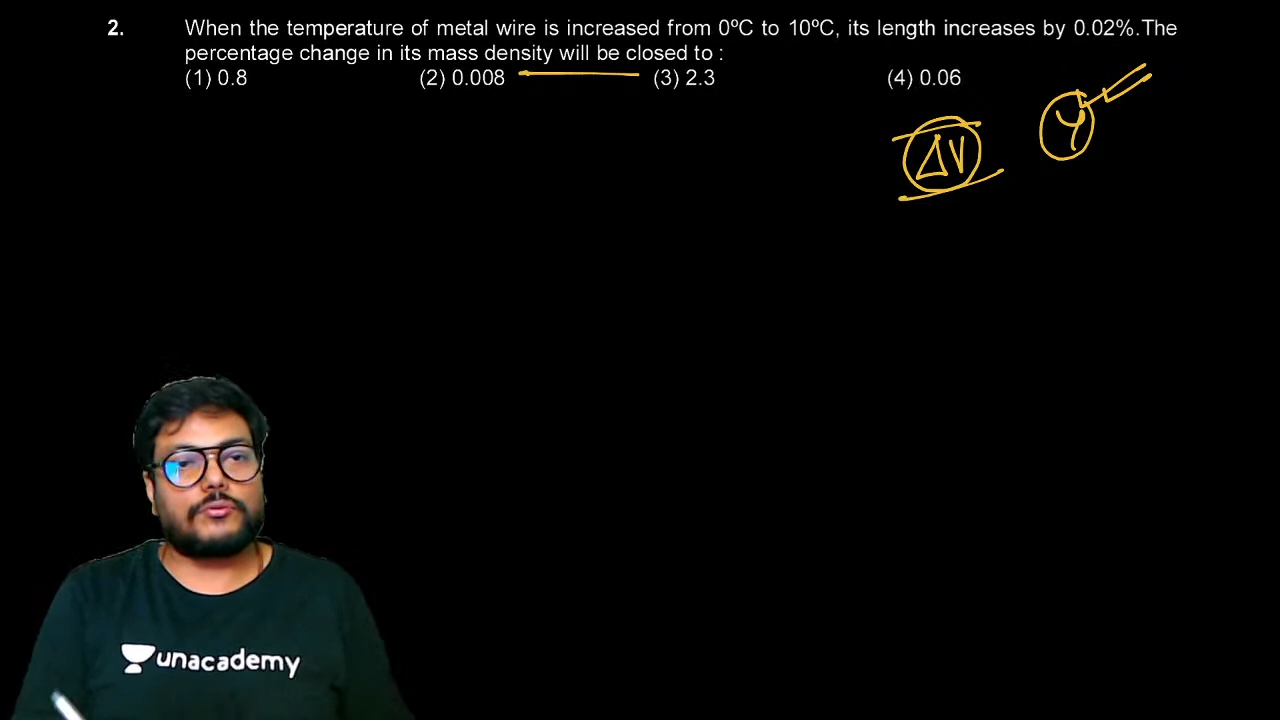 2. When the temperature of metal wire is increased from 0ºC to 10ºC, its length increases by 0.02%.The
percentage change in its mass density will be closed to :
(1) 0.8 (2) 0.008 (3) 2.3 (4) 0.06
ΔV γ
unacademy